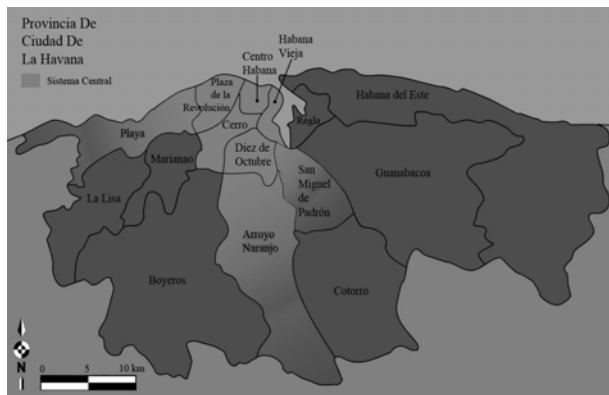 Provincia De
Ciudad De
La Havana
Sistema Central
Habana
Vieja
Centro
Habana
Plaza
de la
Revolución
Habana del Este
Regla
Cerro
Playa
Diez de
Octubre
Marianao
San
Miguel
de
Padrón
Guanabacoa
La Lisa
Arroyo
Naranjo
Boyeros
Cotorro
N
0 5 10 km